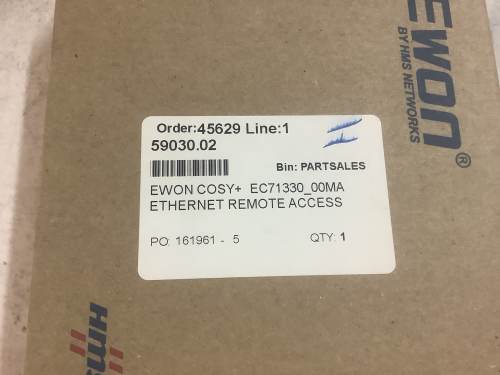 Order:45629 Line:1
59030.02
Bin: PARTSALES
EWON COSY+ EC71330_00MA
ETHERNET REMOTE ACCESS
PO: 161961 - 5 QTY: 1
EWON®
BY HMS NETWORKS
HMS